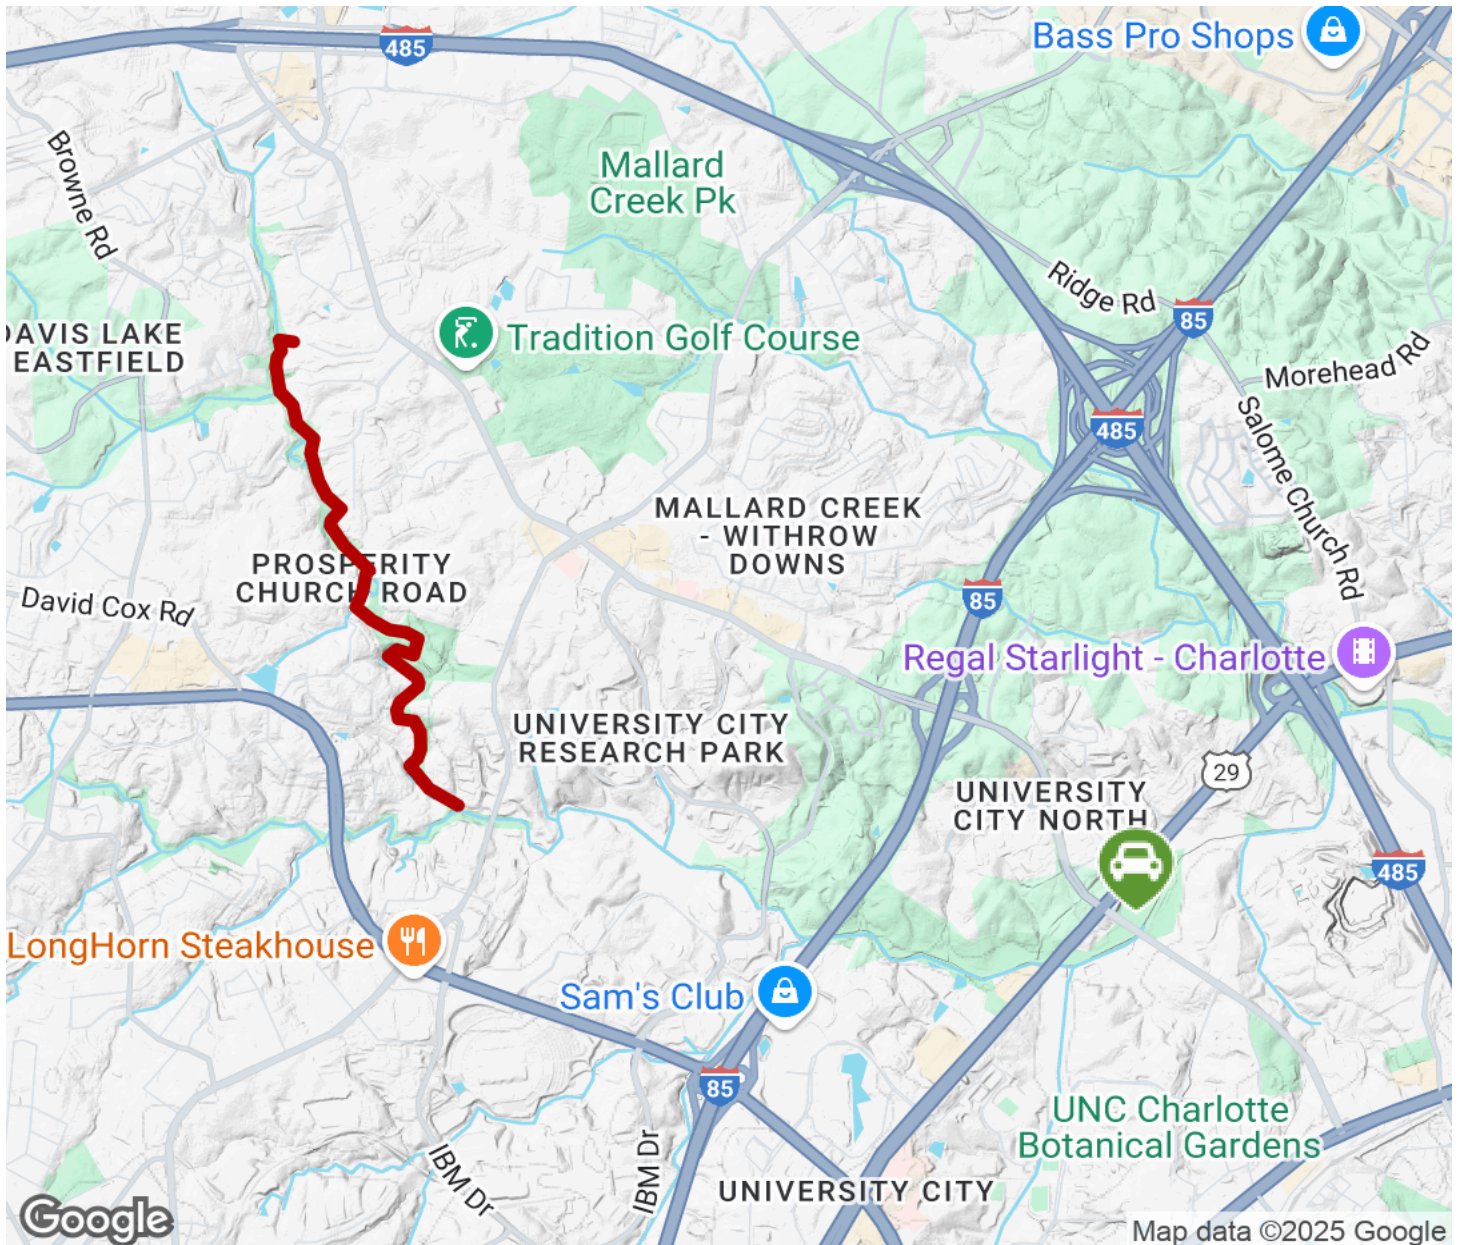 485
Bass Pro Shops
Browne Rd
Mallard
Creek Pk
Ridge Rd
85
DAVIS LAKE
EASTFIELD
Tradition Golf Course
Morehead Rd
485
Salome Church Rd
MALLARD CREEK
- WITHROW
DOWNS
PROSPERITY
CHURCH ROAD
David Cox Rd
85
Regal Starlight - Charlotte
UNIVERSITY CITY
RESEARCH PARK
29
UNIVERSITY
CITY NORTH
485
LongHorn Steakhouse
Sam's Club
85
UNC Charlotte
Botanical Gardens
IBM Dr
IBM Dr
UNIVERSITY CITY
Google
Map data ©2025 Google